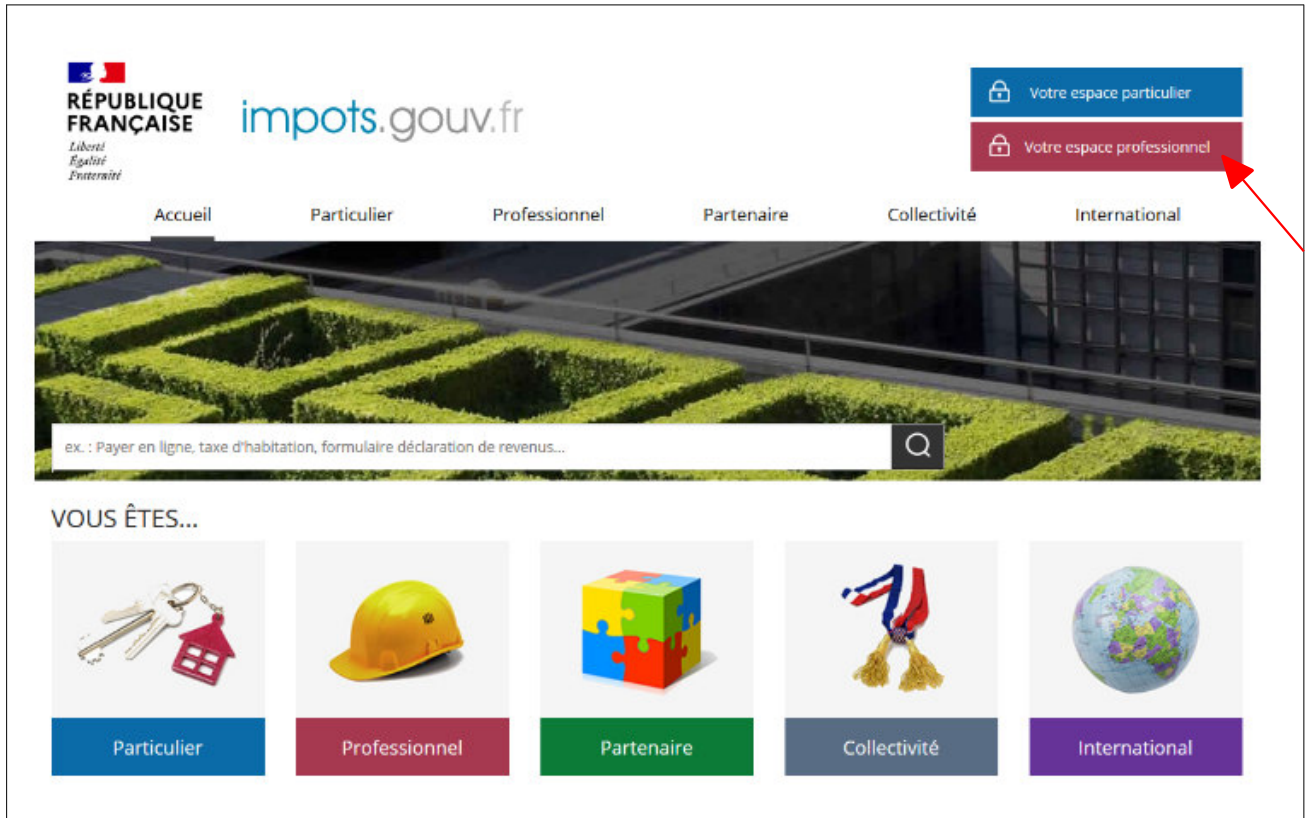 RÉPUBLIQUE
FRANÇAISE
Liberté
Égalité
Fraternité
impots.gouv.fr
Votre espace particulier
Votre espace professionnel
Accueil Particulier Professionnel Partenaire Collectivité International
ex. : Payer en ligne, taxe d'habitation, formulaire déclaration de revenus...
VOUS ÊTES...
Particulier Professionnel Partenaire Collectivité International